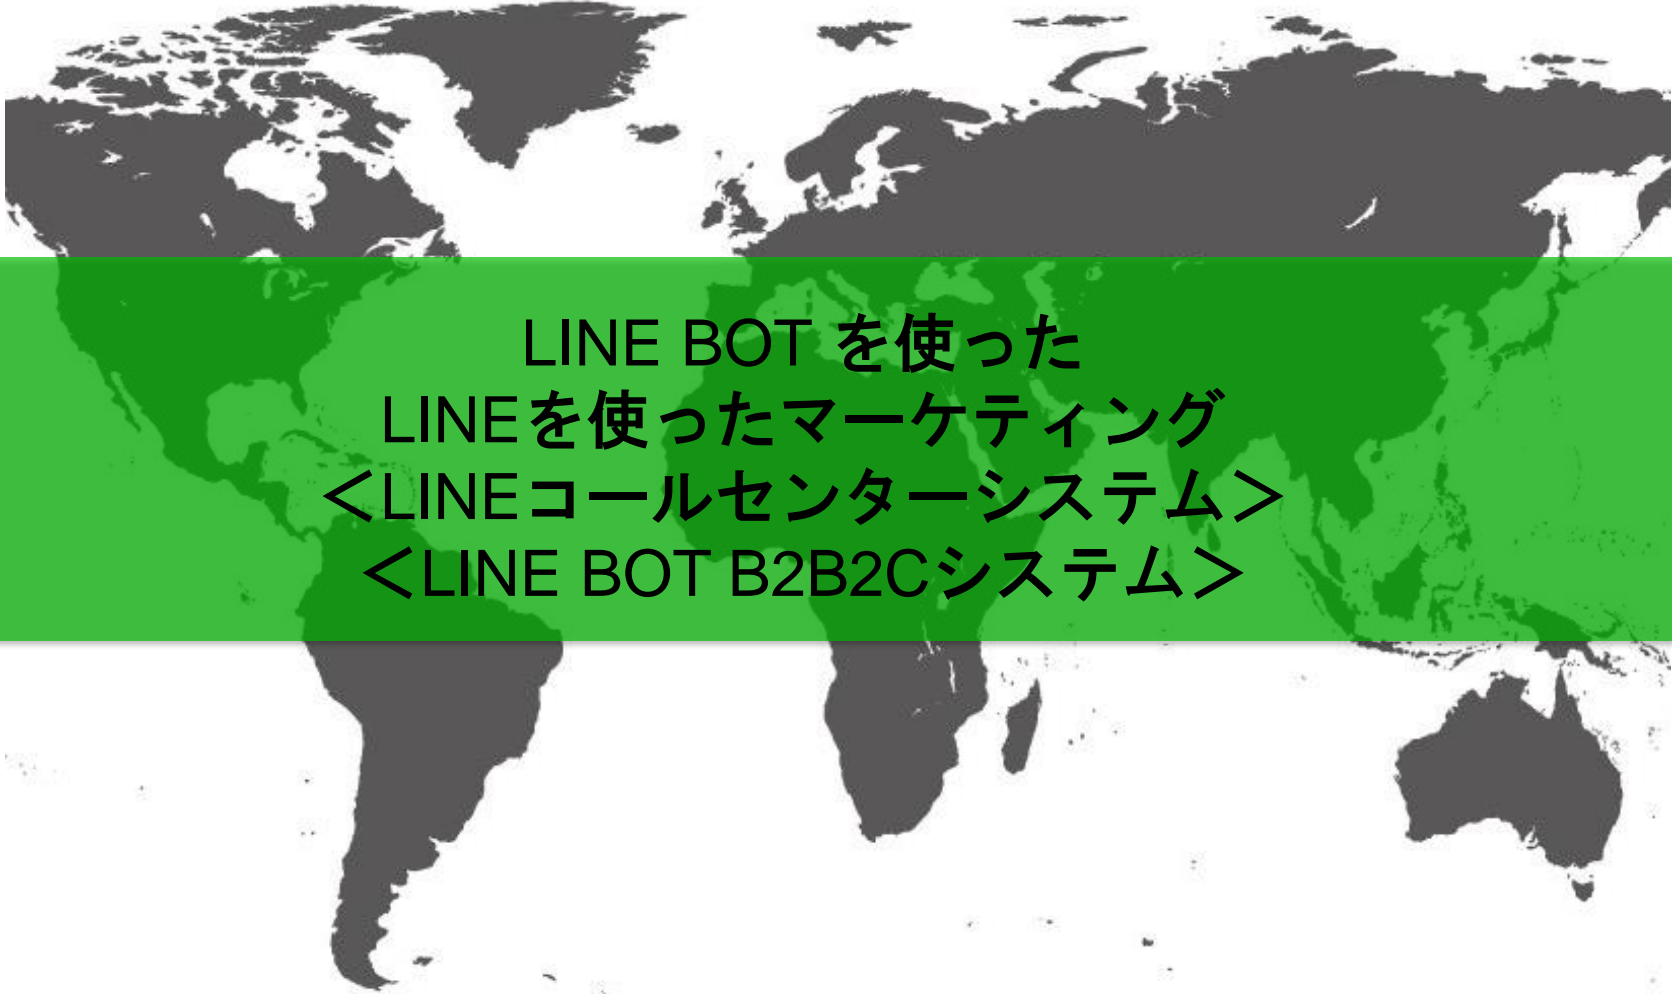 LINE BOT を使った
LINEを使ったマーケティング
＜LINEコールセンターシステム＞
＜LINE BOT B2B2Cシステム＞